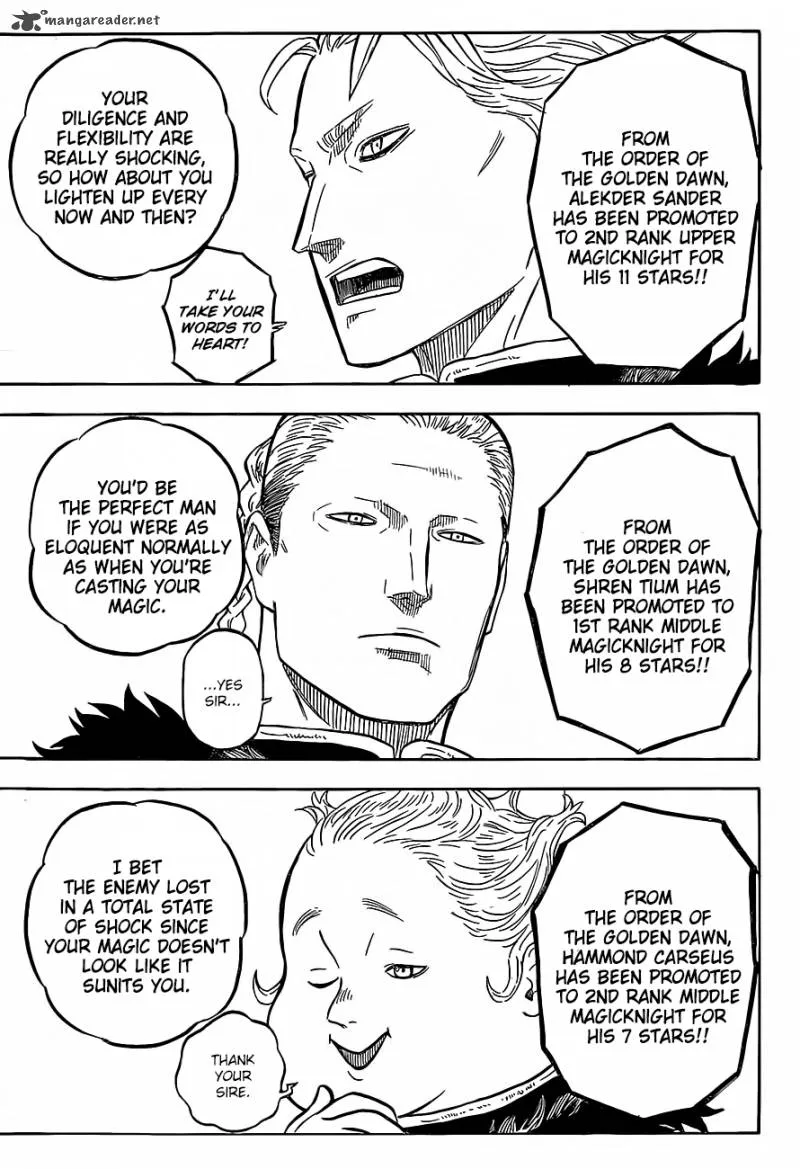 mangareader.net
FROM
THE ORDER OF
THE GOLDEN DAWN,
ALEKDER SANDER
HAS BEEN PROMOTED
TO 2ND RANK UPPER
MAGICKNIGHT FOR
HIS 11 STARS!!
YOUR
DILIGENCE AND
FLEXIBILITY ARE
REALLY SHOCKING,
SO HOW ABOUT YOU
LIGHTEN UP EVERY
NOW AND THEN?
I'LL
TAKE YOUR
WORDS TO
HEART!
FROM
THE ORDER OF
THE GOLDEN DAWN,
SHREN TIUM HAS
BEEN PROMOTED TO
1ST RANK MIDDLE
MAGICKNIGHT FOR
HIS 8 STARS!!
YOU'D BE
THE PERFECT MAN
IF YOU WERE AS
ELOQUENT NORMALLY
AS WHEN YOU'RE
CASTING YOUR
MAGIC.
...YES
SIR...
FROM
THE ORDER OF
THE GOLDEN DAWN,
HAMMOND CARSEUS
HAS BEEN PROMOTED
TO 2ND RANK MIDDLE
MAGICKNIGHT FOR
HIS 7 STARS!!
I BET
THE ENEMY LOST
IN A TOTAL STATE
OF SHOCK SINCE
YOUR MAGIC DOESN'T
LOOK LIKE IT
SUNITS YOU.
THANK
YOUR
SIRE.